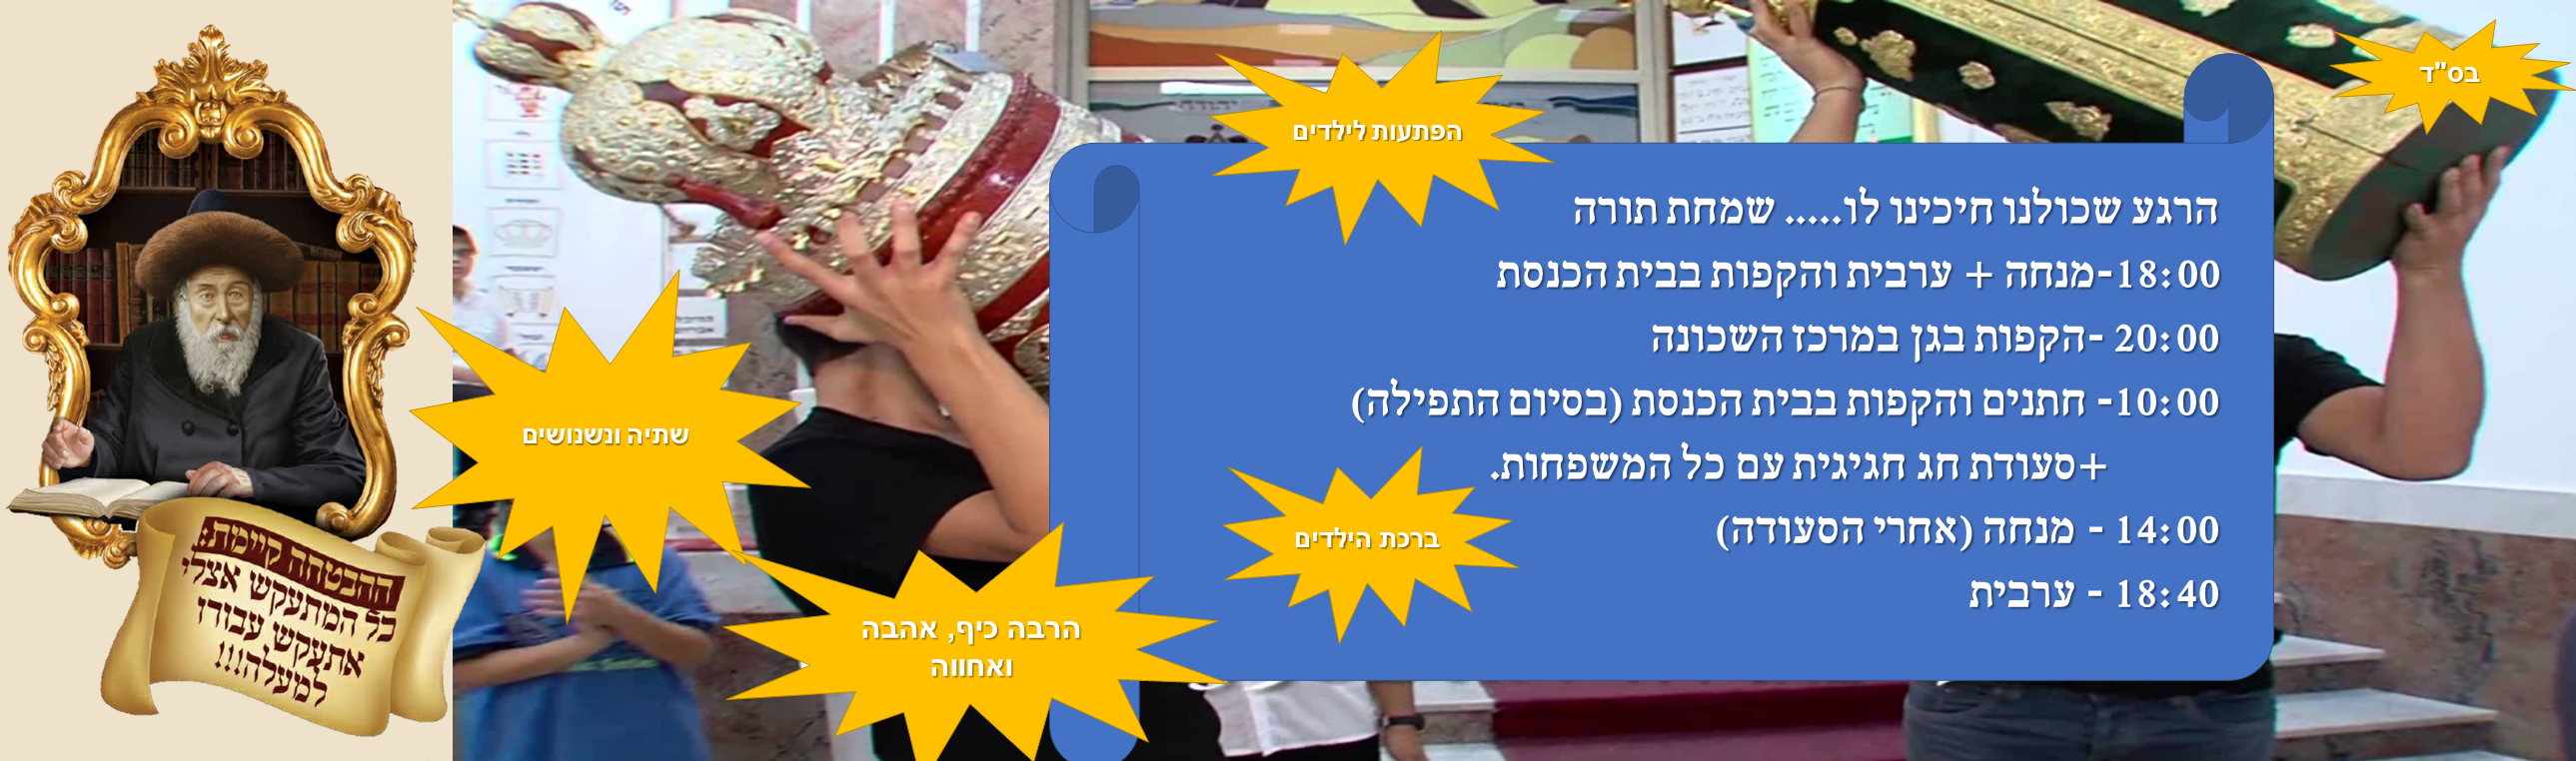 בס"ד
הפתעות לילדים
הרגע שכולנו חיכינו לו..... שמחת תורה
18:00-מנחה + ערבית והקפות בבית הכנסת
20:00 -הקפות בגן במרכז השכונה
10:00- חתנים והקפות בבית הכנסת (בסיום התפילה)
+סעודת חג חגיגית עם כל המשפחות.
14:00 - מנחה (אחרי הסעודה)
18:40 - ערבית
ברכת הילדים
שתיה ונשנושים
הרבה כיף, אהבה
ואחווה
ההבטחה קיימת:
כל המתעקש אצלי
אתעקש עבורו
למעלה!!!